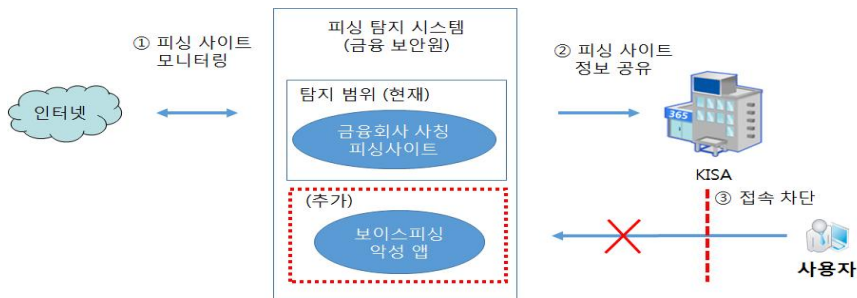 ① 피싱 사이트
모니터링
피싱 탐지 시스템
(금융 보안원)
② 피싱 사이트
정보 공유
인터넷
탐지 범위 (현재)
금융회사 사칭
피싱사이트
365
KISA
(추가)
보이스피싱
악성 앱
③ 접속 차단
사용자